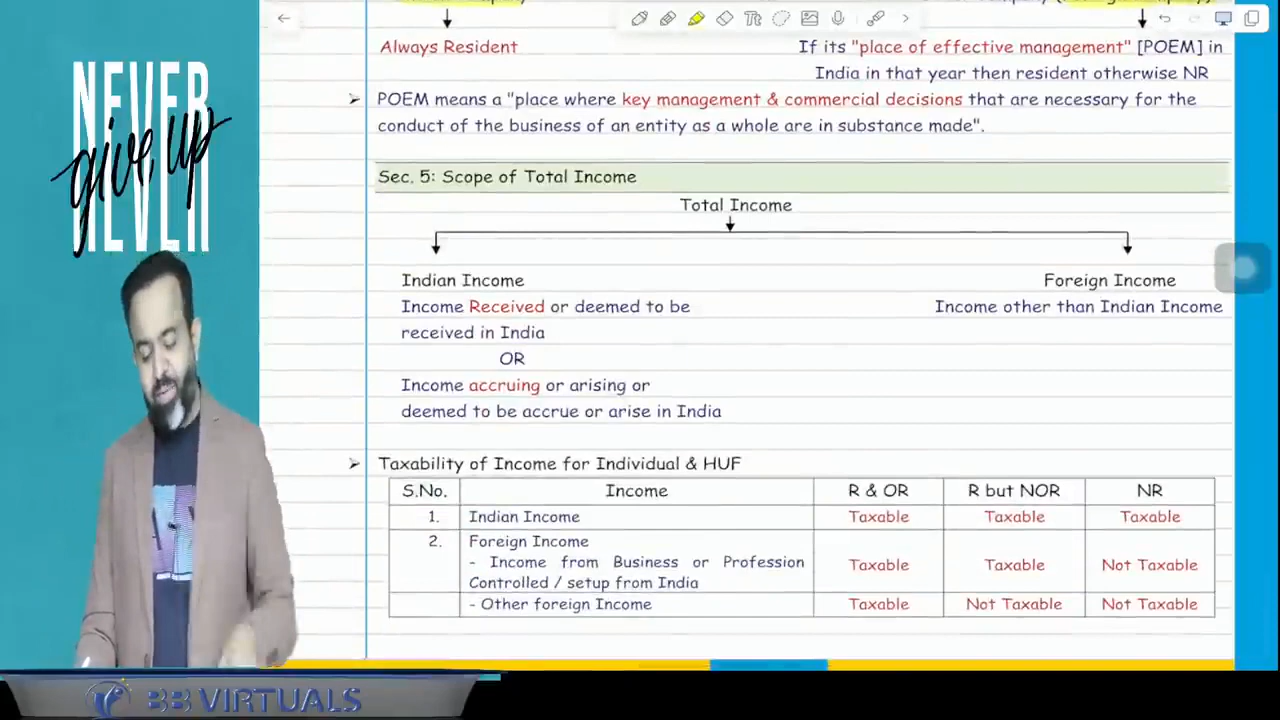 Always Resident
If its "place of effective management" [POEM] in
India in that year then resident otherwise NR
➢ POEM means a "place where key management & commercial decisions that are necessary for the
conduct of the business of an entity as a whole are in substance made".
NEVER
give up
NEVER
Sec. 5: Scope of Total Income
Total Income
Indian Income
Foreign Income
Income Received or deemed to be
Income other than Indian Income
received in India
OR
Income accruing or arising or
deemed to be accrue or arise in India
➢ Taxability of Income for Individual & HUF
S.No. Income R & OR R but NOR NR
1. Indian Income Taxable Taxable Taxable
2. Foreign Income
- Income from Business or Profession
Controlled / setup from India Taxable Taxable Not Taxable
- Other foreign Income Taxable Not Taxable Not Taxable
BB VIRTUALS